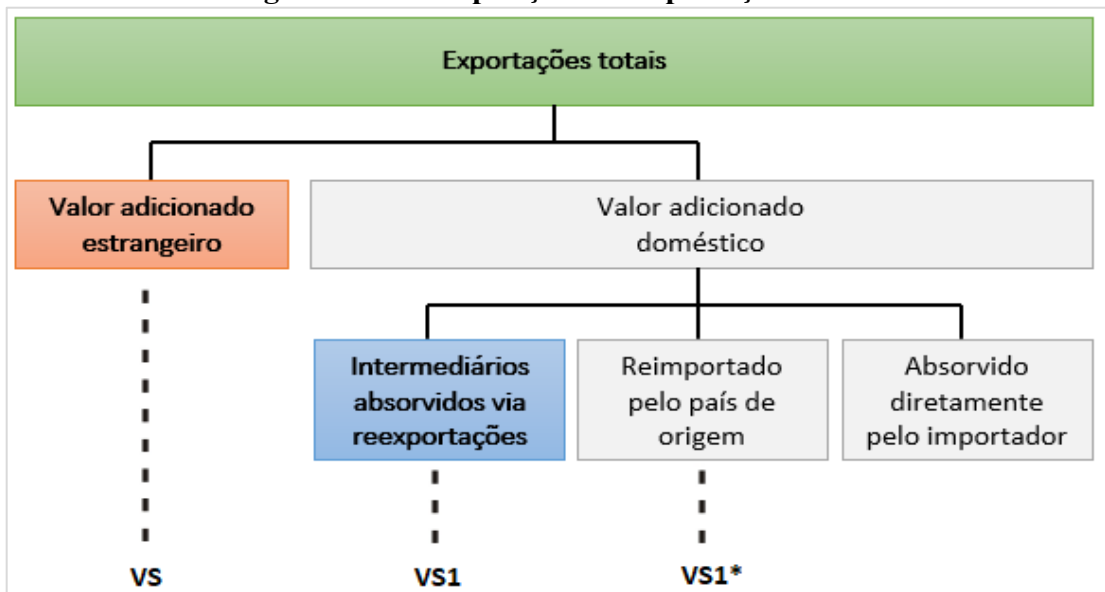 Exportações totais
Valor adicionado
estrangeiro
Valor adicionado
doméstico
Intermediários
absorvidos via
reexportações
Reimportado
pelo país de
origem
Absorvido
diretamente
pelo importador
VS
VS1
VS1*